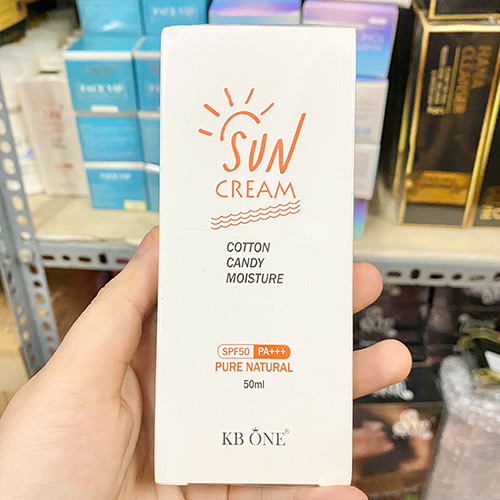 SUN
CREAM
COTTON
CANDY
MOISTURE
SPF50 PA+++
PURE NATURAL
50ml
KB ONE®